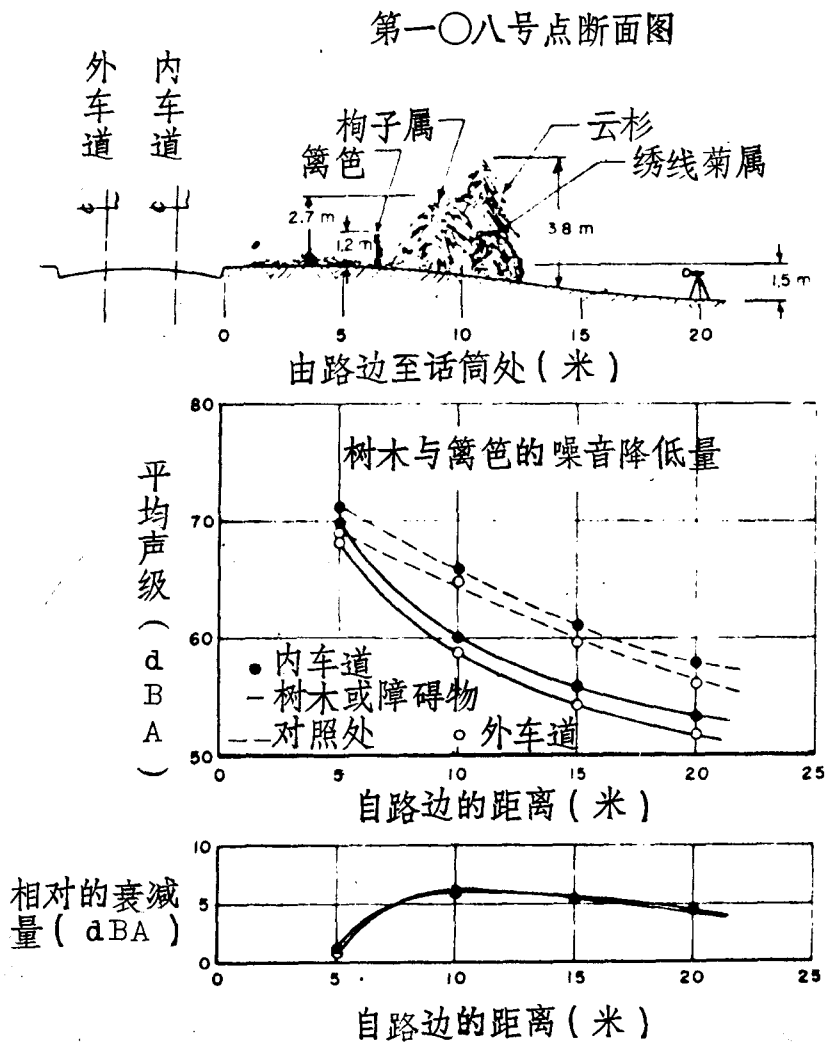 第一〇八号点断面图
外车道
内车道
栒子属
篱笆
云杉
绣线菊属
2.7 m
1.2 m
3.8 m
1.5 m
0 5 10 15 20
由路边至话筒处(米)
80
70
60
50
平均声级(dBA)
树木与篱笆的噪音降低量
● 内车道
— 树木或障碍物
--- 对照处 ○ 外车道
0 5 10 15 20 25
自路边的距离(米)
相对的衰减
量(dBA)
10
5
0
0 5 10 15 20 25
自路边的距离(米)